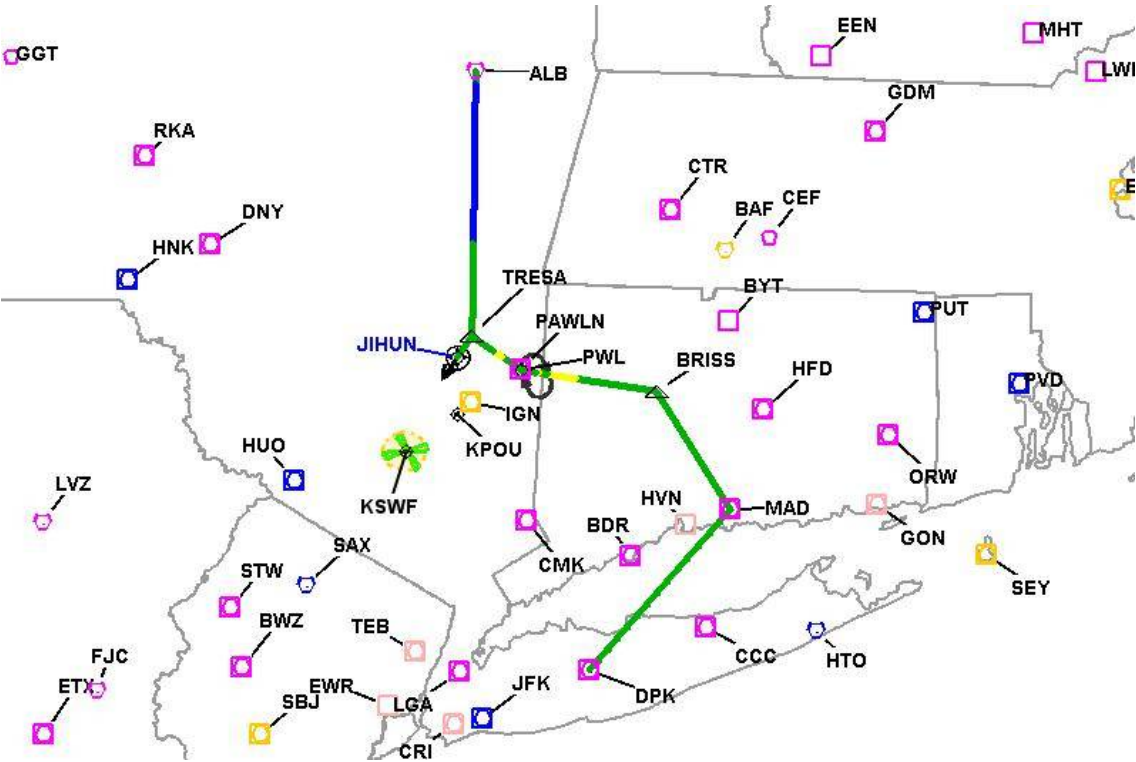 EEN
MHT
GGT
ALB
LWM
GDM
RKA
CTR
DNY
BAF
CEF
HNK
TRESA
BYT
PUT
PAWLN
JIHUN
PWL
BRISS
HFD
PVD
IGN
KPOU
HUO
ORW
LVZ
KSWF
HVN
MAD
BDR
GON
SAX
CMK
STW
SEY
BWZ
TEB
FJC
CCC
HTO
ETX
EWR
LGA
JFK
DPK
SBJ
CRI